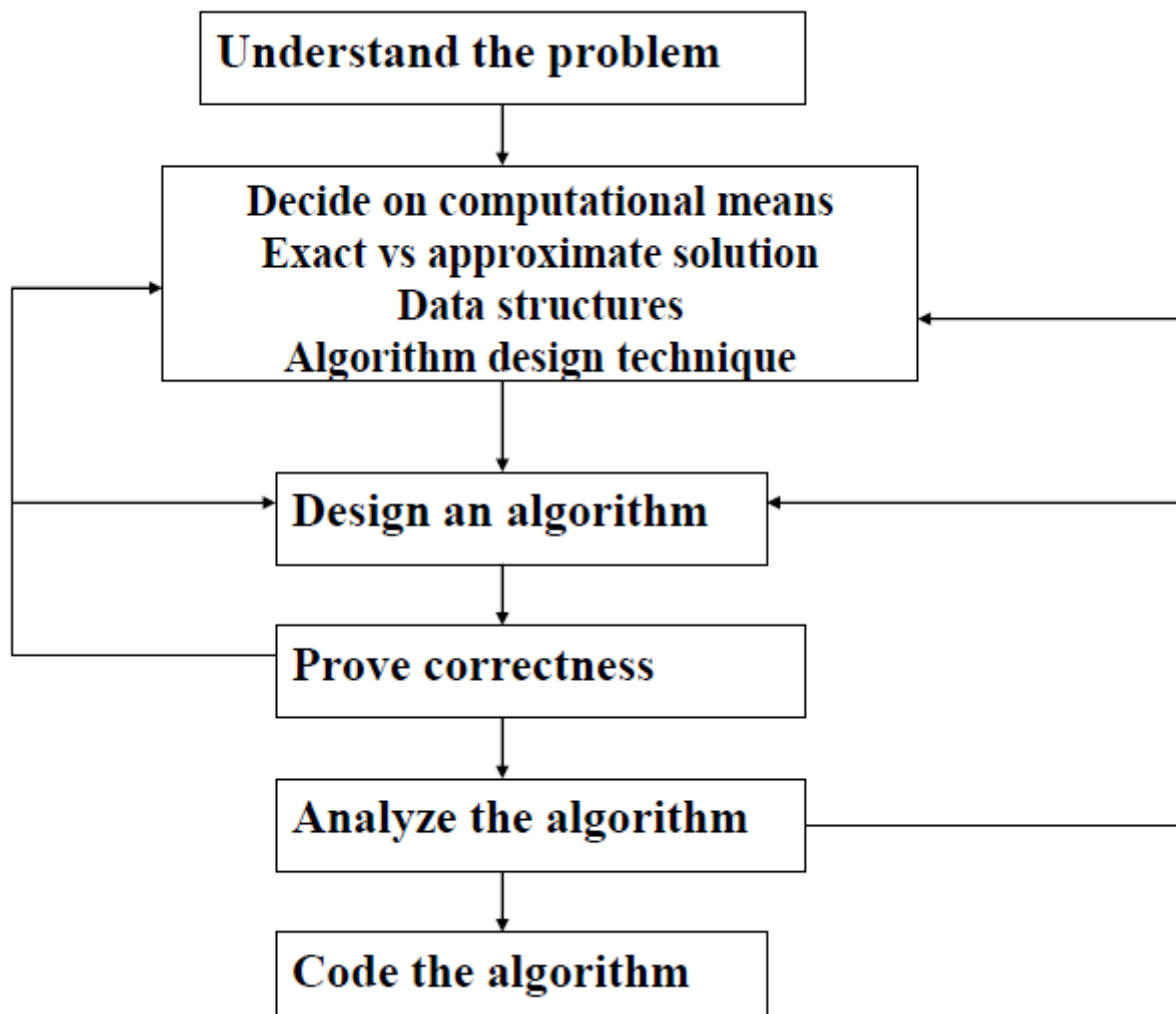 Understand the problem
Decide on computational means
Exact vs approximate solution
Data structures
Algorithm design technique
Design an algorithm
Prove correctness
Analyze the algorithm
Code the algorithm